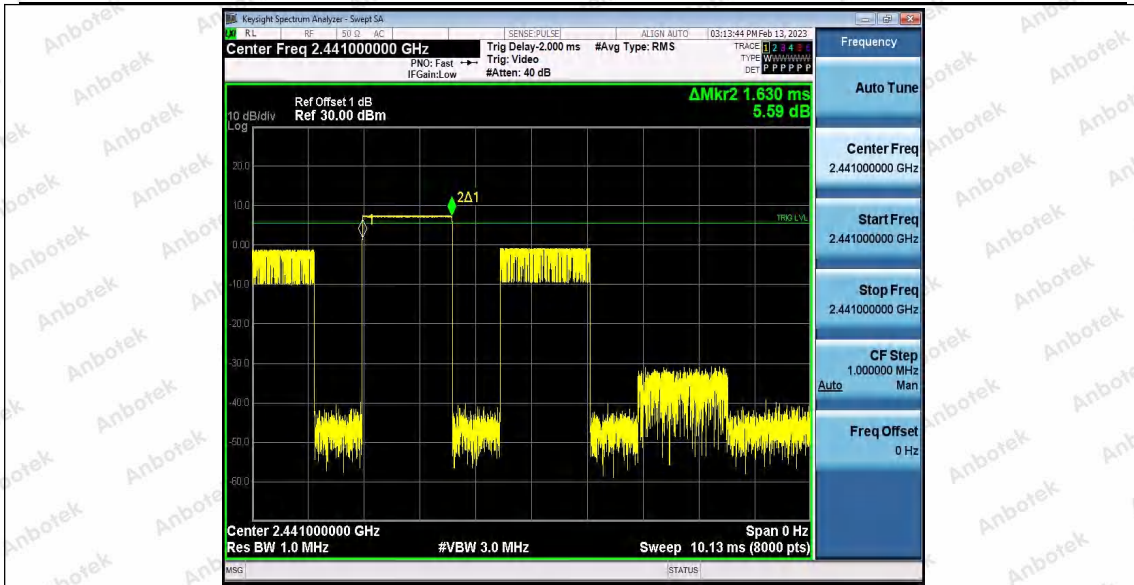 Keysight Spectrum Analyzer - Swept SA
RL RF 50 Ω AC SENSE:PULSE ALIGN AUTO 03:13:44 PM Feb 13, 2023
Center Freq 2.441000000 GHz
PNO: Fast
IFGain:Low
Trig Delay-2.000 ms
Trig: Video
#Atten: 40 dB
#Avg Type: RMS
TRACE 1 2 3 4 5 6
TYPE WWWWWW
DET P P P P P P
ΔMkr2 1.630 ms
5.59 dB
Ref Offset 1 dB
10 dB/div Ref 30.00 dBm
Log
20.0
10.0
0.00
-10.0
-20.0
-30.0
-40.0
-50.0
-60.0
2Δ1
1
TRIG LVL
Center 2.441000000 GHz
Span 0 Hz
Res BW 1.0 MHz
#VBW 3.0 MHz
Sweep 10.13 ms (8000 pts)
MSG
STATUS
Frequency
Auto Tune
Center Freq
2.441000000 GHz
Start Freq
2.441000000 GHz
Stop Freq
2.441000000 GHz
CF Step
1.000000 MHz
Auto Man
Freq Offset
0 Hz
Anbotek